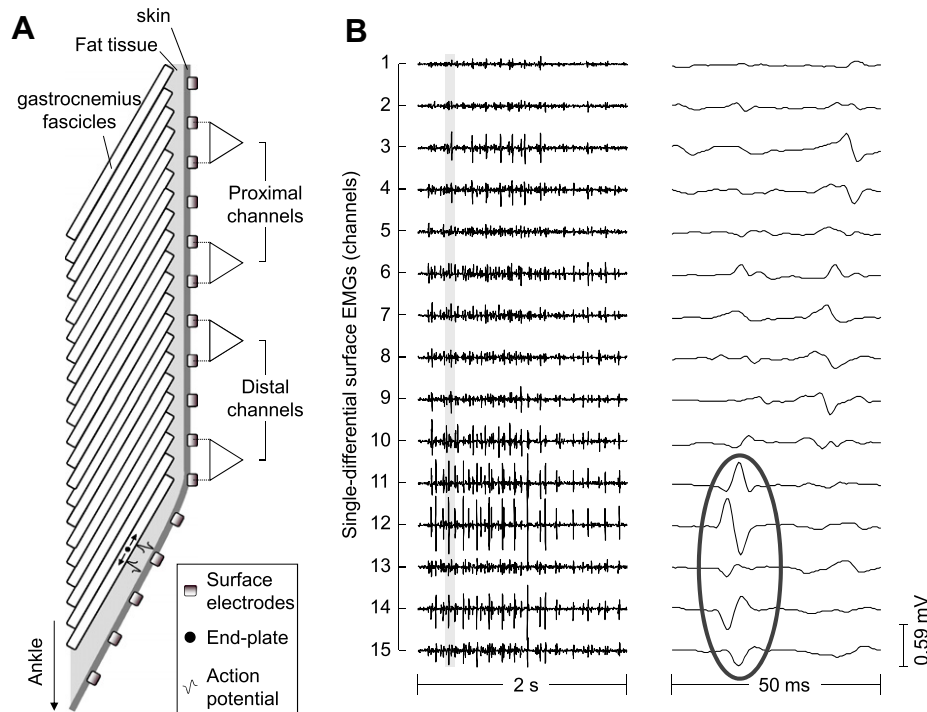 A
skin
Fat tissue
gastrocnemius
fascicles
Proximal
channels
Distal
channels
Surface
electrodes
End-plate
Action
potential
Ankle
B
Single-differential surface EMGs (channels)
1
2
3
4
5
6
7
8
9
10
11
12
13
14
15
2 s
50 ms
0.59 mV